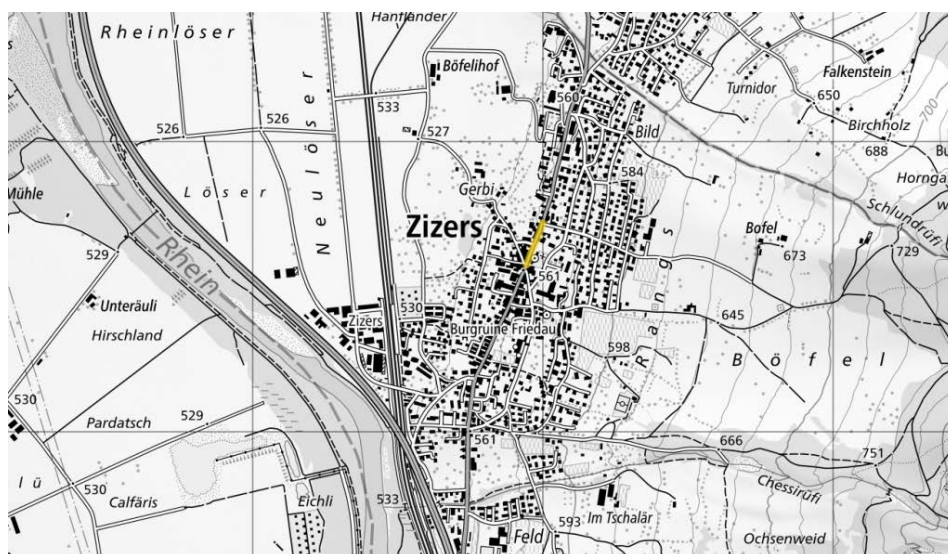 Hanfländer
Rheinlöser
Böfelihof
Falkenstein
Turnidor
700
533
560
650
526
526
527
Bild
Birchholz
688
Mühle
Löser
Neulöser
Gerbi
584
Schlundrüfi
Zizers
Bofel
529
Rhein
561
673
729
Rangs
Unteräuli
530
645
Hirschland
Zizers
Burgruine Friedau
598
Böfel
530
Pardatsch
529
561
666
751
530
Calfäris
Eichli
533
Chessirüfi
593
Im Tschalär
Feld
Ochsenweid